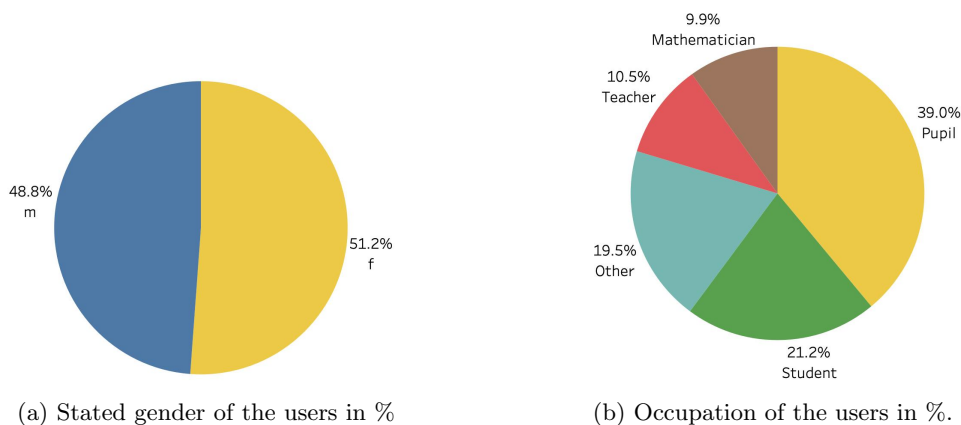 48.8%
m
51.2%
f
(a) Stated gender of the users in %
9.9%
Mathematician
10.5%
Teacher
39.0%
Pupil
19.5%
Other
21.2%
Student
(b) Occupation of the users in %.